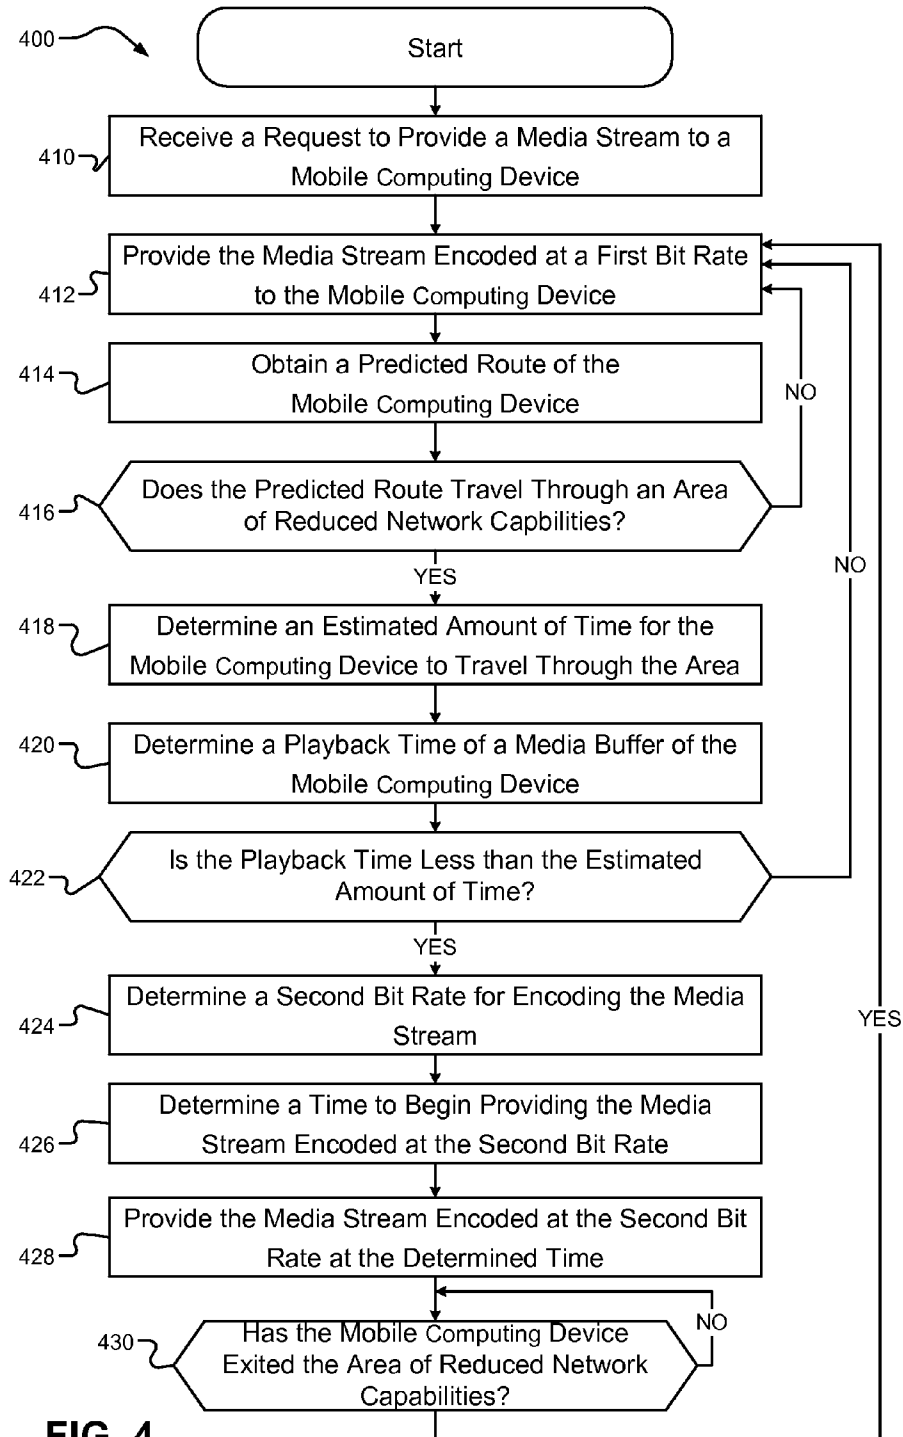 400
Start
410
Receive a Request to Provide a Media Stream to a
Mobile Computing Device
412
Provide the Media Stream Encoded at a First Bit Rate
to the Mobile Computing Device
414
Obtain a Predicted Route of the
Mobile Computing Device
NO
416
Does the Predicted Route Travel Through an Area
of Reduced Network Capbilities?
YES
NO
418
Determine an Estimated Amount of Time for the
Mobile Computing Device to Travel Through the Area
420
Determine a Playback Time of a Media Buffer of the
Mobile Computing Device
422
Is the Playback Time Less than the Estimated
Amount of Time?
YES
424
Determine a Second Bit Rate for Encoding the Media
Stream
YES
426
Determine a Time to Begin Providing the Media
Stream Encoded at the Second Bit Rate
428
Provide the Media Stream Encoded at the Second Bit
Rate at the Determined Time
NO
430
Has the Mobile Computing Device
Exited the Area of Reduced Network
Capabilities?
FIG. 4